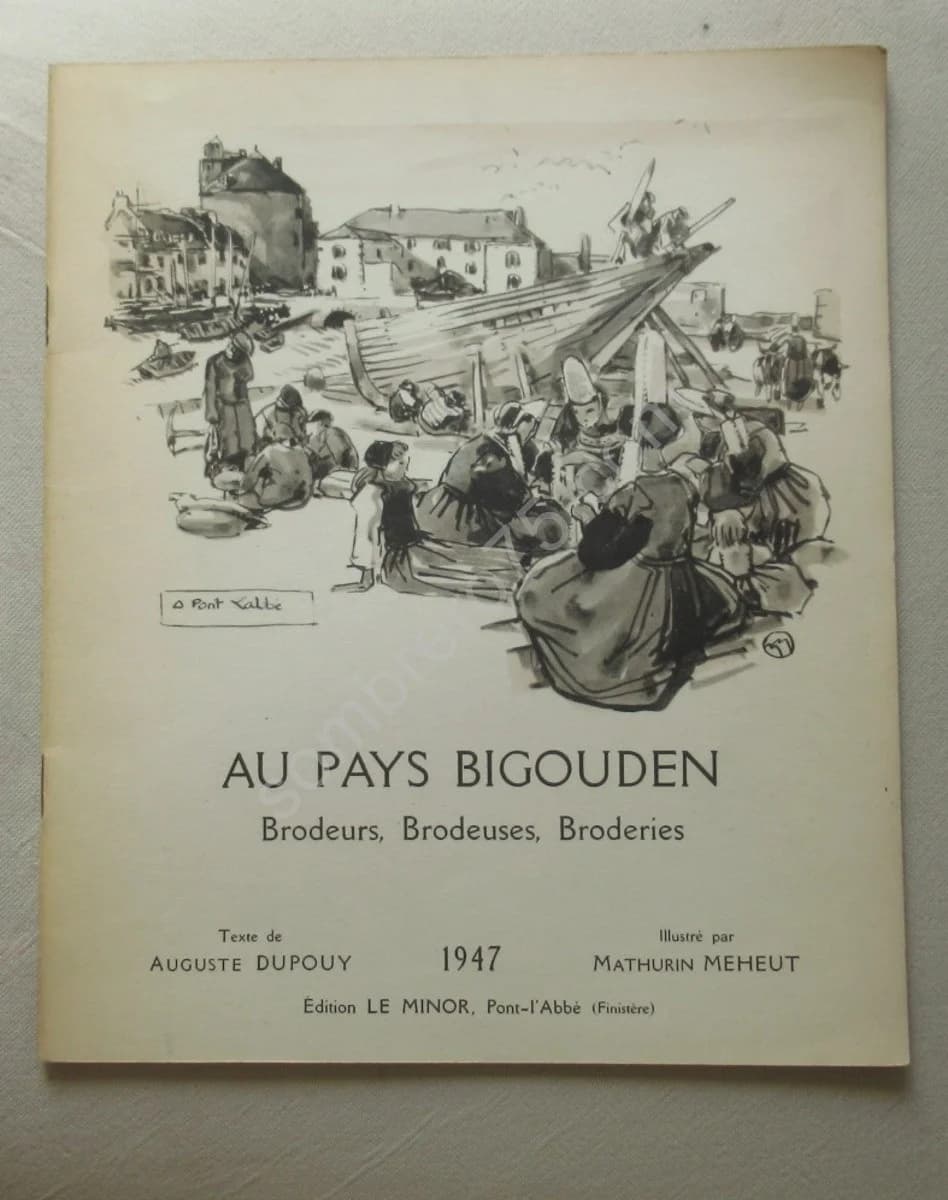 A Pont Labbé
AU PAYS BIGOUDEN
Brodeurs, Brodeuses, Broderies
Texte de
AUGUSTE DUPOUY
1947
Illustré par
MATHURIN MEHEUT
Édition LE MINOR, Pont-l'Abbé (Finistère)